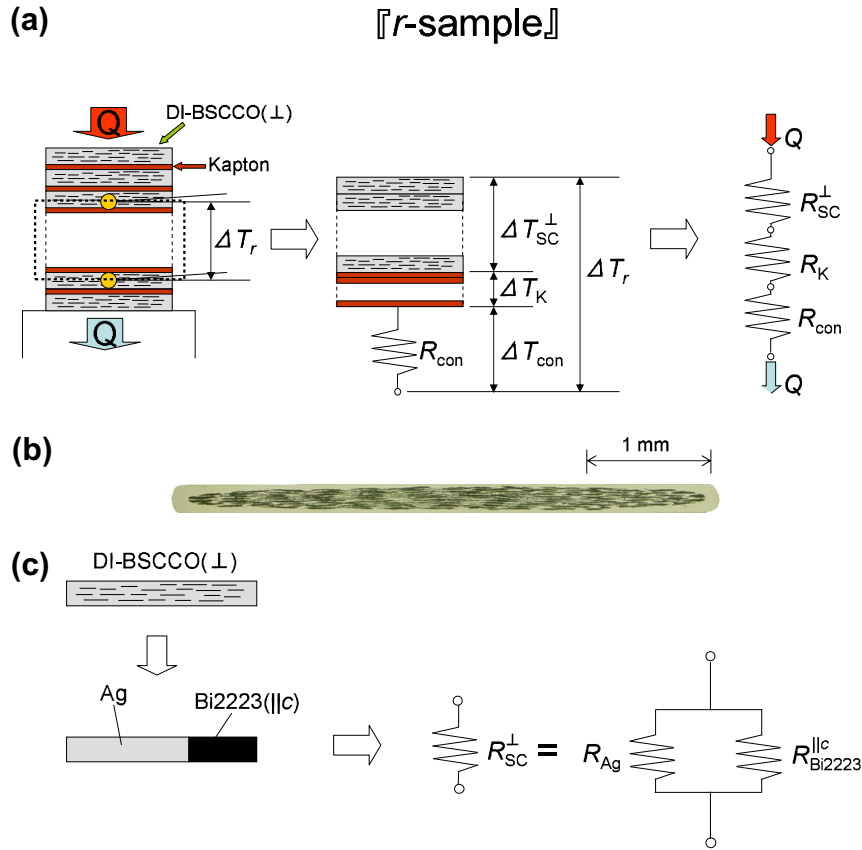 (a)
『r-sample』
Q
DI-BSCCO(⊥)
Kapton
ΔT_r
Q
ΔT_SC^⊥
ΔT_K
ΔT_r
R_con
ΔT_con
Q
R_SC^⊥
R_K
R_con
Q
(b)
1 mm
(c)
DI-BSCCO(⊥)
Ag
Bi2223(||c)
R_SC^⊥ =
R_Ag
R_Bi2223^||c